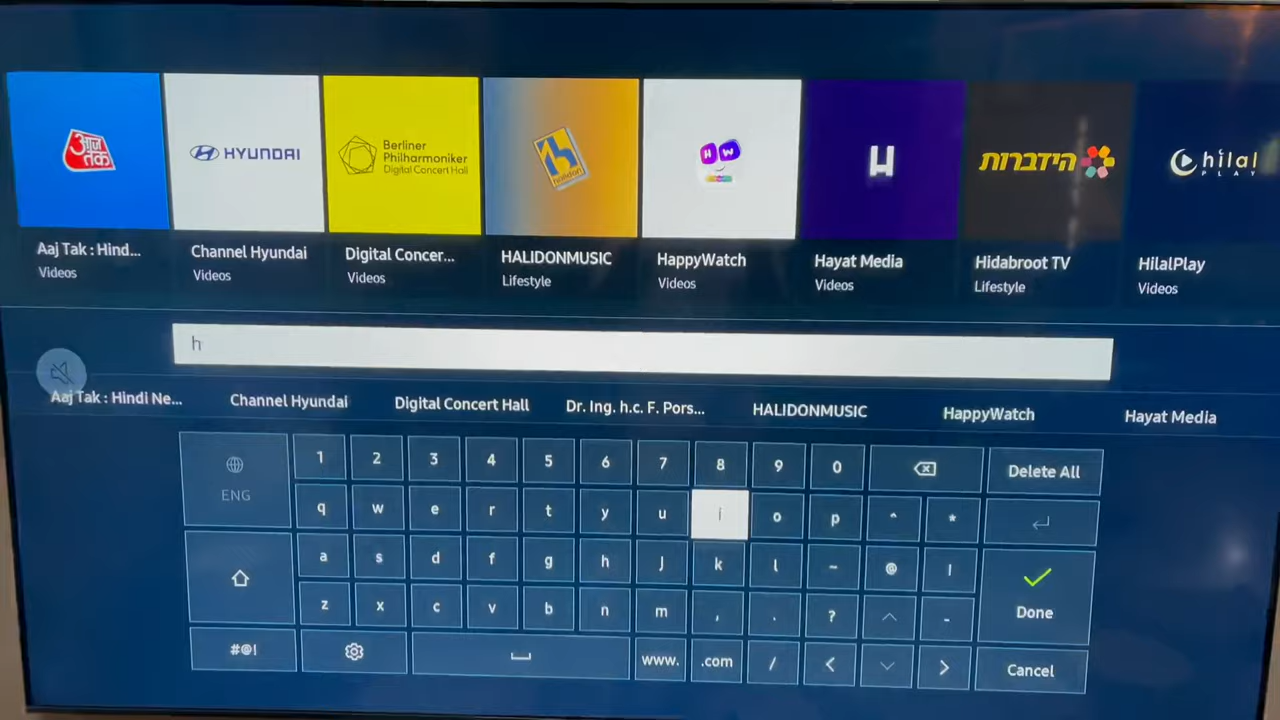 आज
तक
HYUNDAI
Berliner
Philharmoniker
Digital Concert Hall
h
halidon
H W
H
הידברות
hilal
PLAY
Aaj Tak : Hind...
Videos
Channel Hyundai
Videos
Digital Concer...
Videos
HALIDONMUSIC
Lifestyle
HappyWatch
Videos
Hayat Media
Videos
Hidabroot TV
Lifestyle
HilalPlay
Videos
h
Aaj Tak : Hindi Ne...
Channel Hyundai
Digital Concert Hall
Dr. Ing. h.c. F. Pors...
HALIDONMUSIC
HappyWatch
Hayat Media
ENG
1 2 3 4 5 6 7 8 9 0
Delete All
q w e r t y u i o p ^ *
a s d f g h j k l ~ @ !
z x c v b n m , . ? ^ -
Done
#@!
www. .com / < >
Cancel